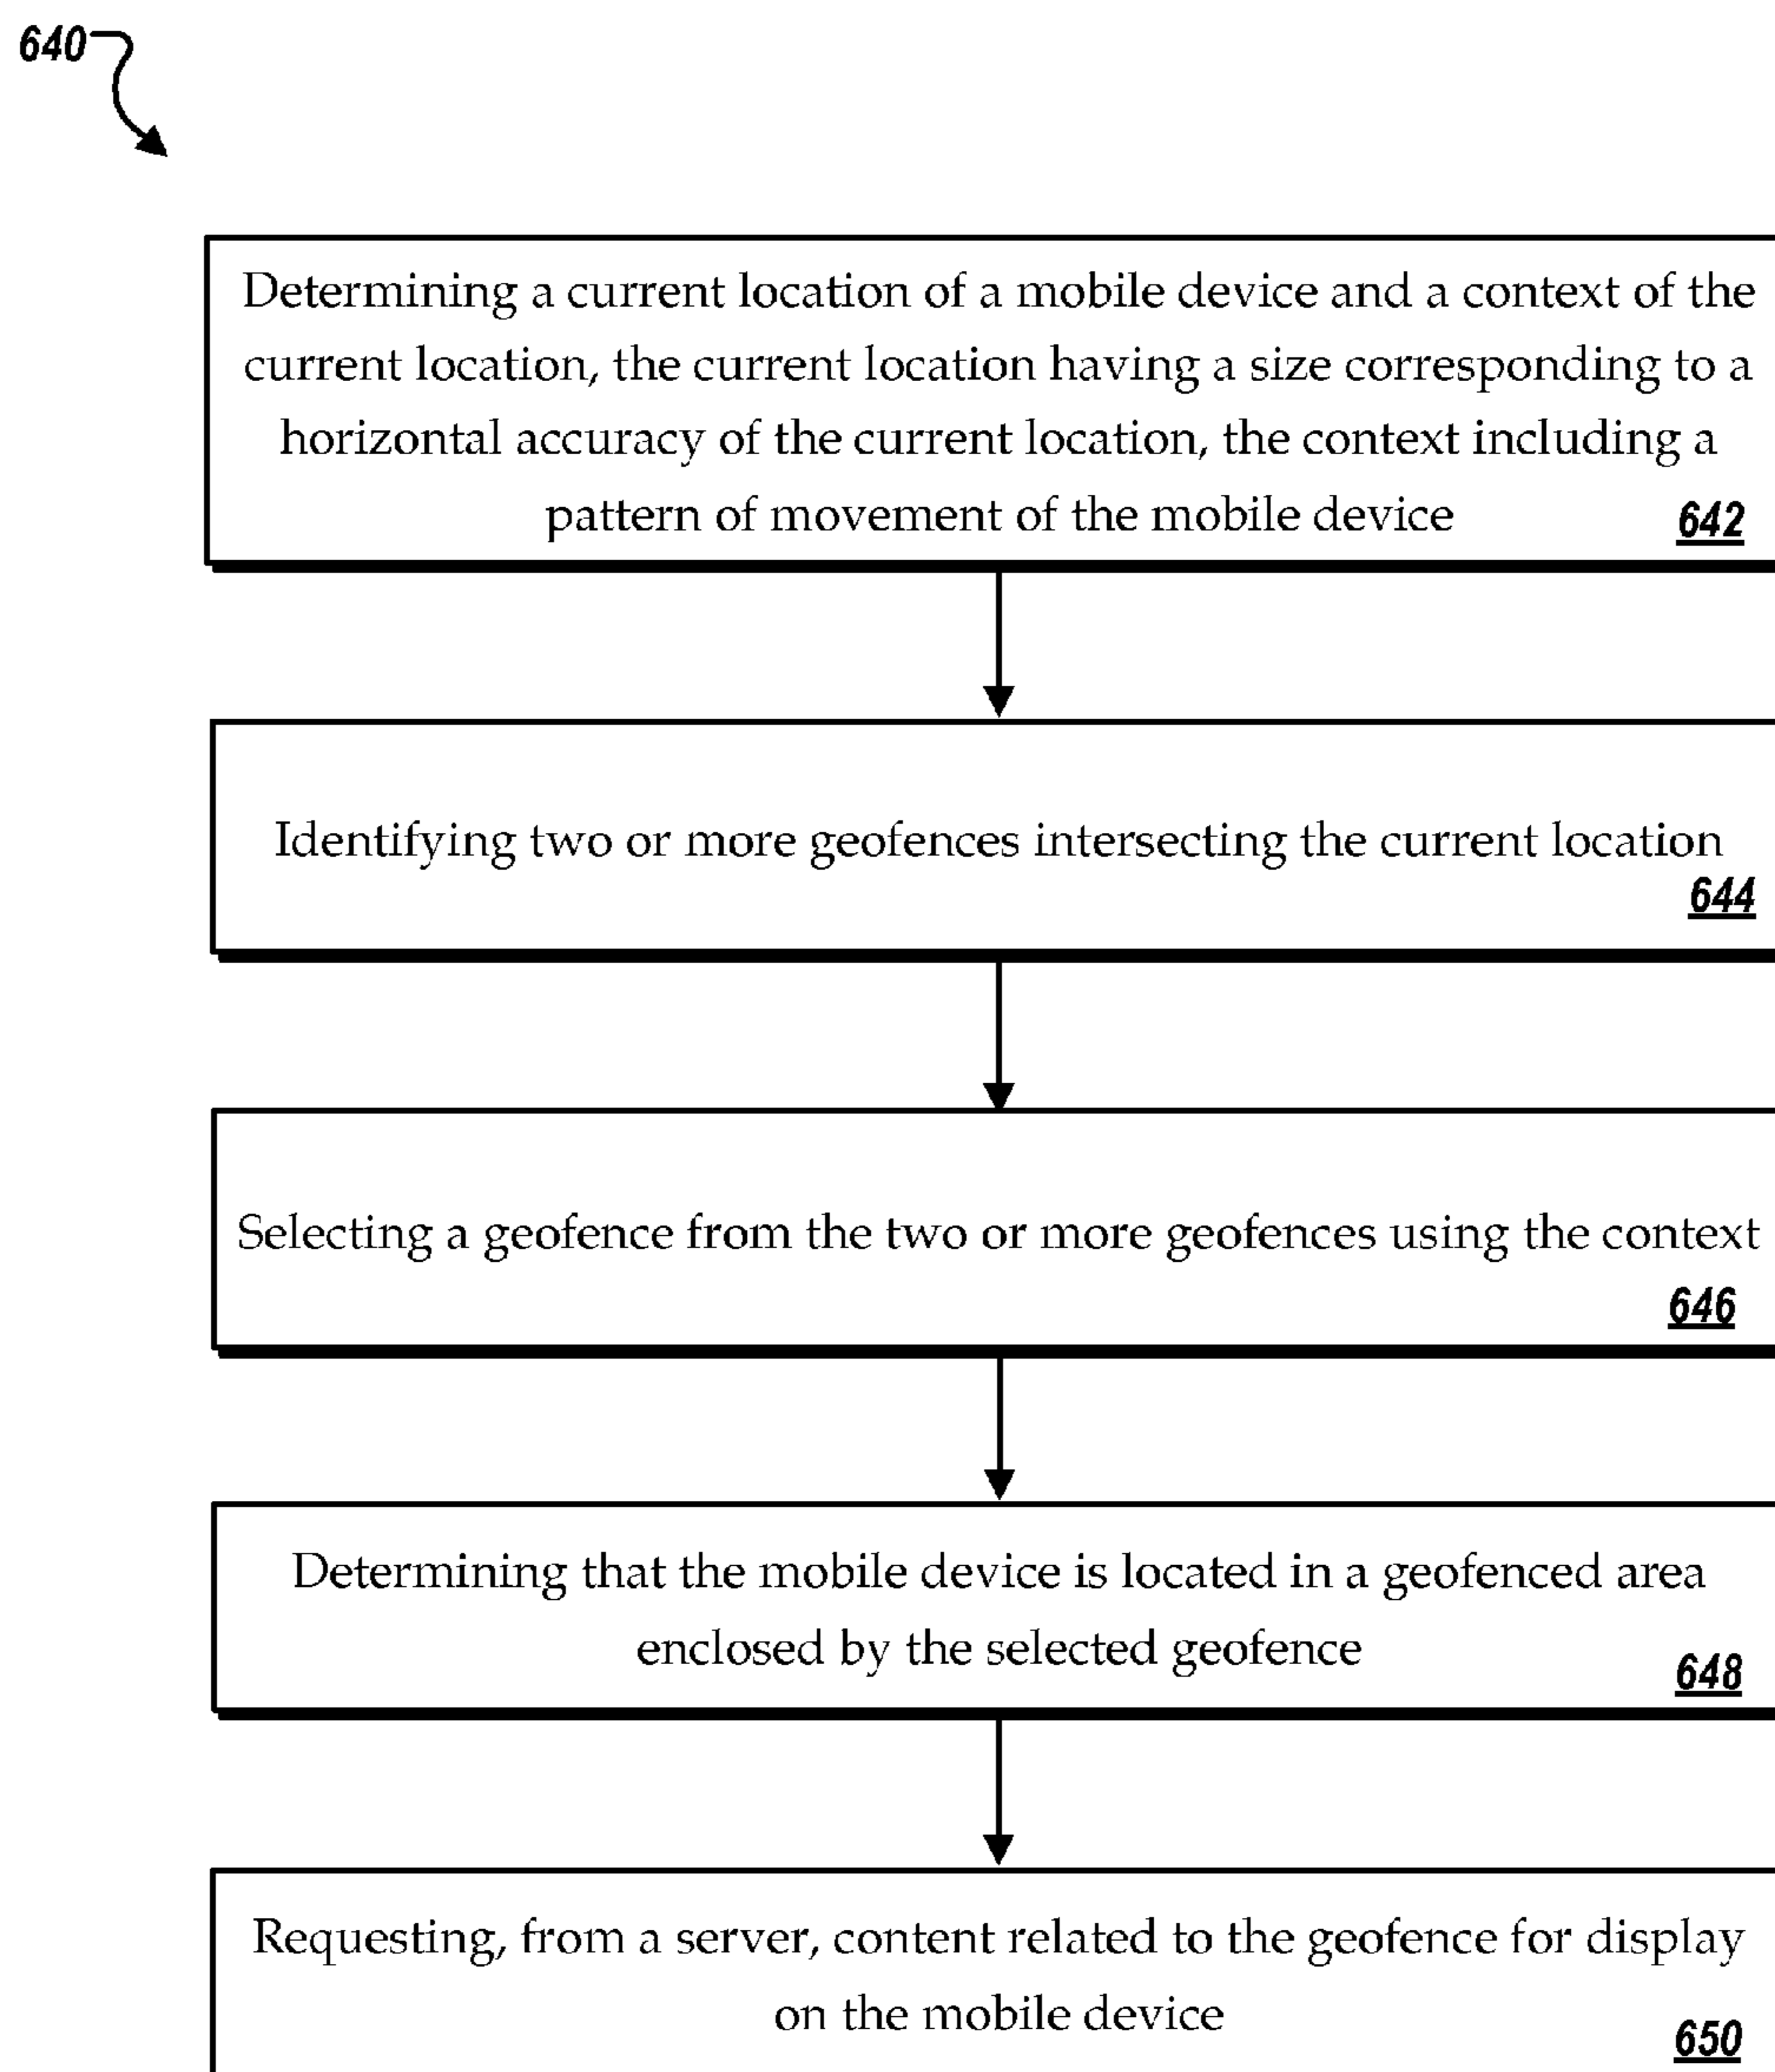 640
Determining a current location of a mobile device and a context of the
current location, the current location having a size corresponding to a
horizontal accuracy of the current location, the context including a
pattern of movement of the mobile device
642
Identifying two or more geofences intersecting the current location
644
Selecting a geofence from the two or more geofences using the context
646
Determining that the mobile device is located in a geofenced area
enclosed by the selected geofence
648
Requesting, from a server, content related to the geofence for display
on the mobile device
650